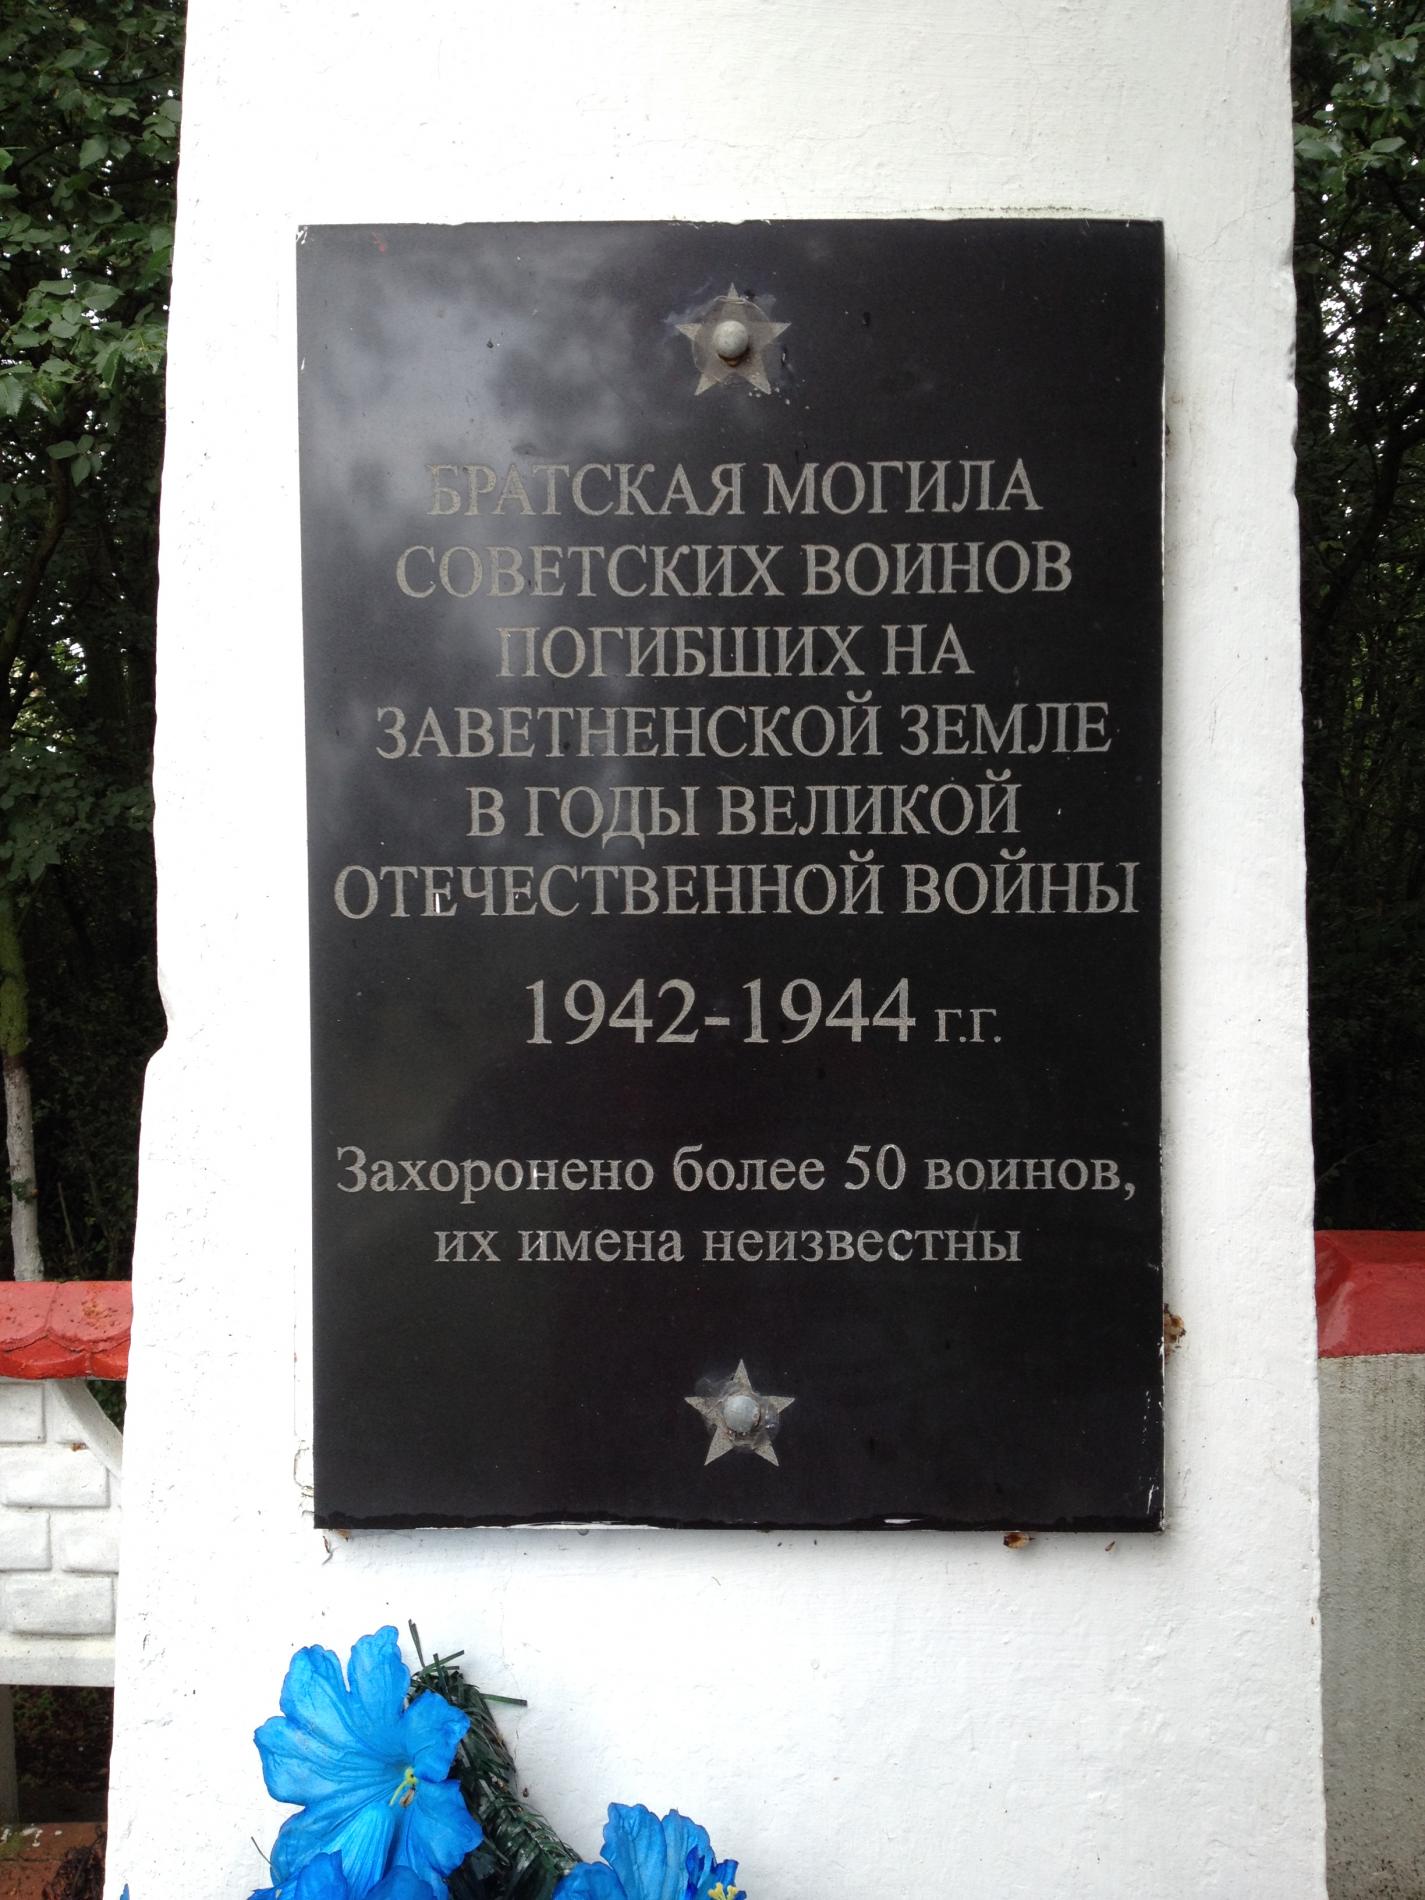 БРАТСКАЯ МОГИЛА
СОВЕТСКИХ ВОИНОВ
ПОГИБШИХ НА
ЗАВЕТНЕНСКОЙ ЗЕМЛЕ
В ГОДЫ ВЕЛИКОЙ
ОТЕЧЕСТВЕННОЙ ВОЙНЫ
1942-1944 г.г.
Захоронено более 50 воинов,
их имена неизвестны